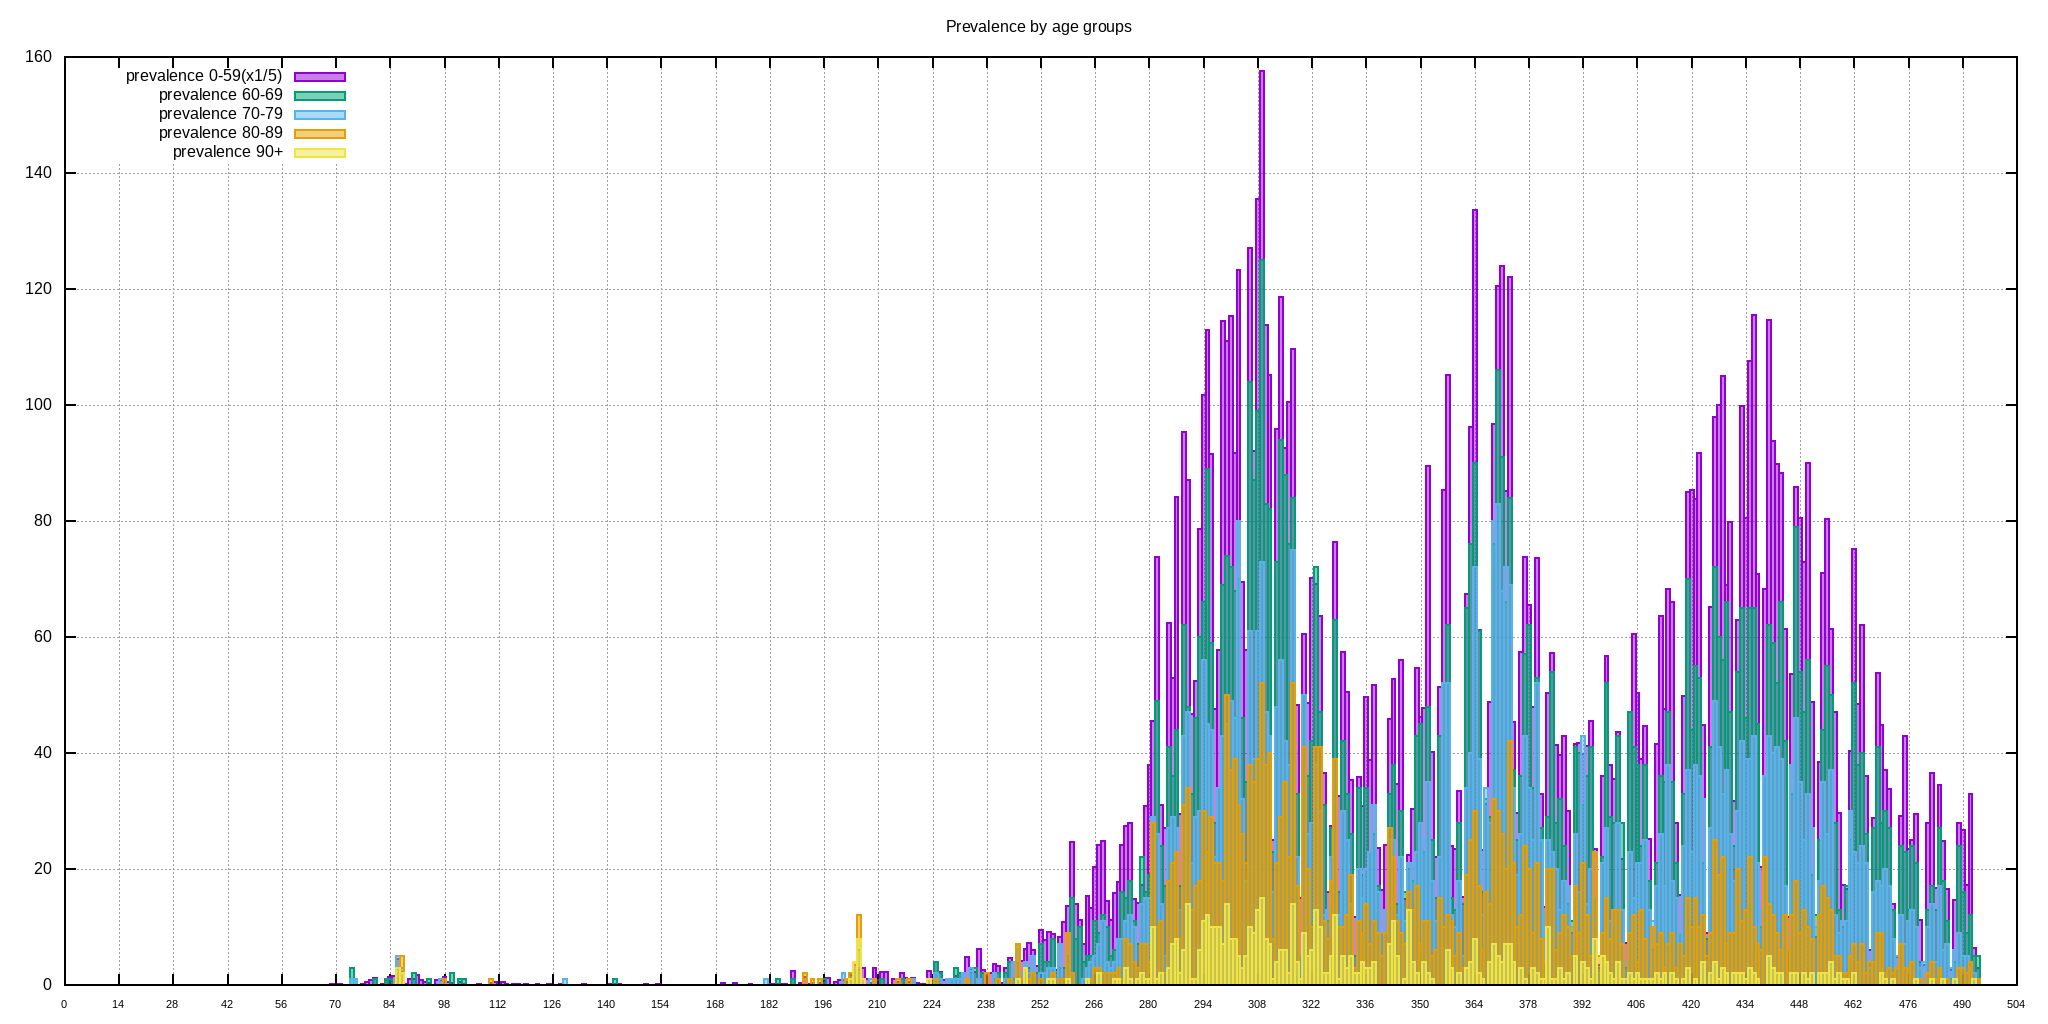 Prevalence by age groups
160
140
120
100
80
60
40
20
0
prevalence 0-59(x1/5)
prevalence 60-69
prevalence 70-79
prevalence 80-89
prevalence 90+
0 14 28 42 56 70 84 98 112 126 140 154 168 182 196 210 224 238 252 266 280 294 308 322 336 350 364 378 392 406 420 434 448 462 476 490 504